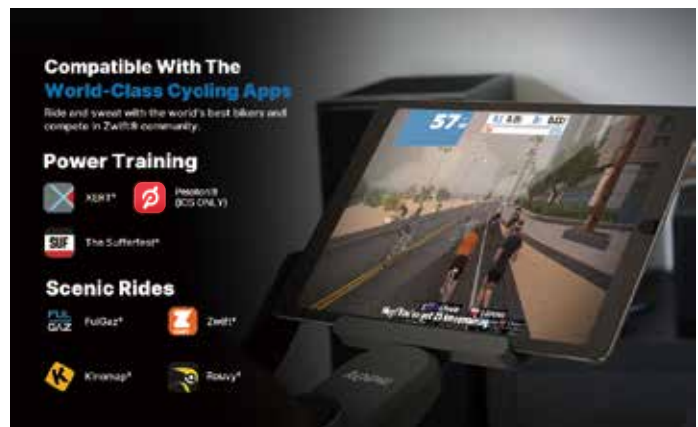 Compatible With The
World-Class Cycling Apps
Ride and sweat with the world's best bikers and
compete in Zwift® community.
Power Training
XERT®
Peloton®
(iOS ONLY)
SUF
The Sufferfest®
Scenic Rides
FUL
GAZ
FulGaz®
Zwift®
K
Kinomap®
Rouvy®
57